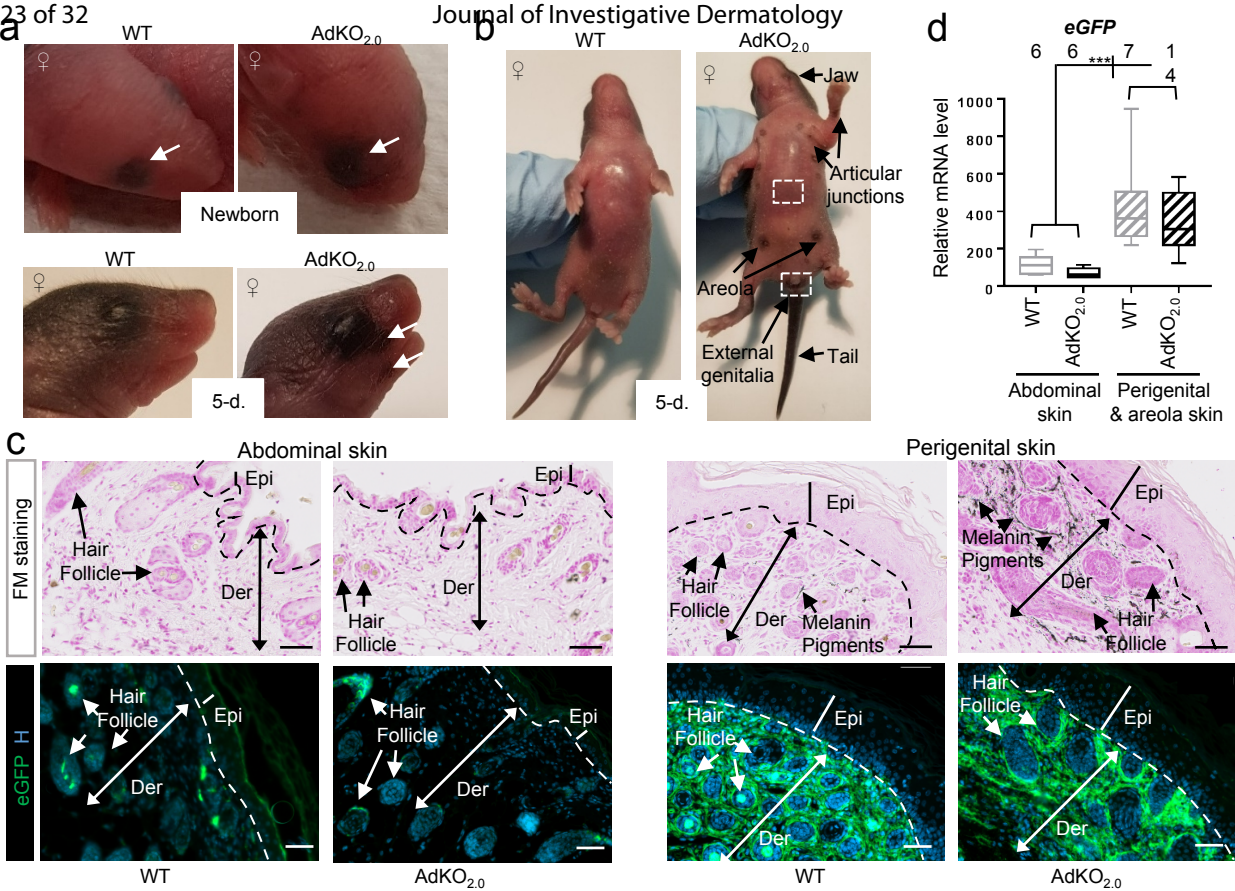 23 of 32
Journal of Investigative Dermatology
a
WT
AdKO2.0
♀
♀
Newborn
WT
AdKO2.0
♀
♀
5-d.
b
WT
AdKO2.0
♀
♀
Jaw
Articular
junctions
Areola
External
genitalia
Tail
5-d.
d
eGFP
6 6 7 1
4
***
Relative mRNA level
1000
800
600
400
200
0
WT
AdKO2.0
WT
AdKO2.0
Abdominal
skin
Perigenital
& areola skin
c
Abdominal skin
Perigenital skin
FM staining
Epi
Hair
Follicle
Der
Epi
Der
Hair
Follicle
Epi
Hair
Follicle
Der
Melanin
Pigments
Epi
Melanin
Pigments
Der
Hair
Follicle
eGFP H
Hair
Follicle
Epi
Der
Hair
Follicle
Epi
Der
Hair
Follicle
Epi
Der
Hair
Follicle
Epi
Der
WT
AdKO2.0
WT
AdKO2.0